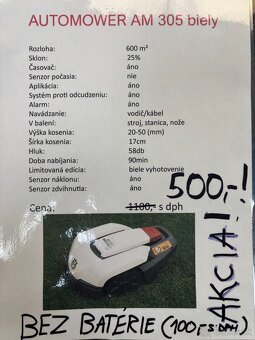 AUTOMOWER AM 305 biely
Rozloha: 600 m²
Sklon: 25%
Časovač: áno
Senzor počasia: nie
Aplikácia: áno
Systém proti odcudzeniu: áno
Alarm: áno
Navádzanie: vodič/kábel
V balení: stroj, stanica, nože
Výška kosenia: 20-50 (mm)
Šírka kosenia: 17cm
Hluk: 58db
Doba nabíjania: 90min
Limitovaná edícia: biele vyhotovenie
Senzor náklonu: áno
Senzor zdvihnutia: áno
500,-!
Cena: 1100,- s dph
AKCIA!
BEZ BATÉRIE (100,- S DPH)